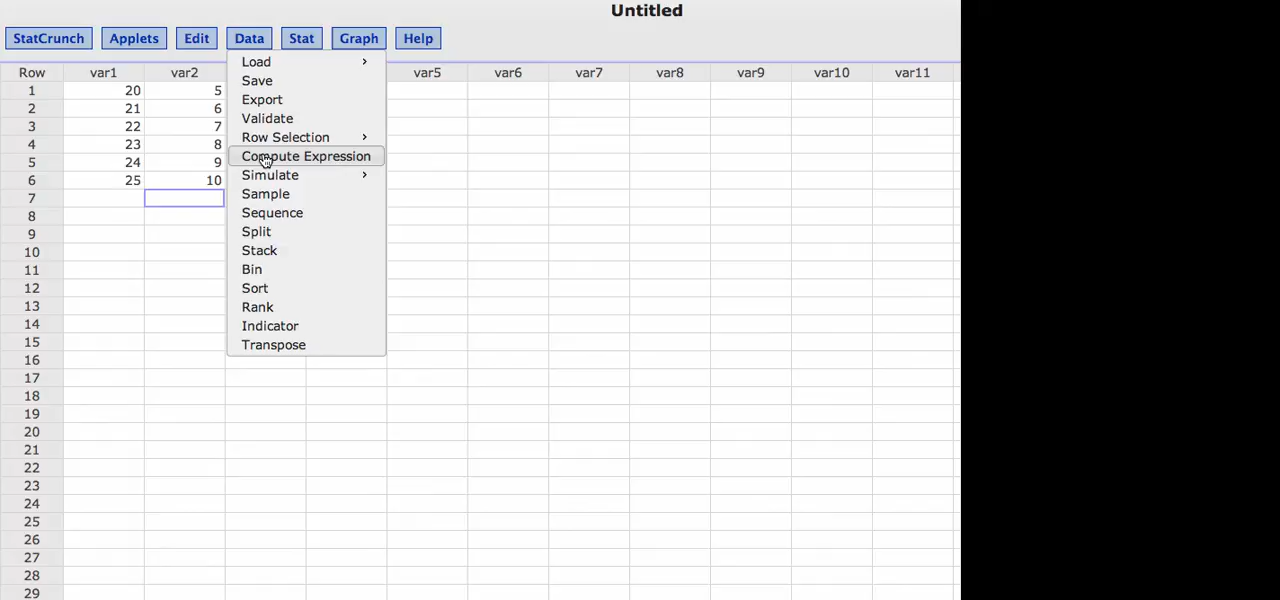 Untitled
StatCrunch Applets Edit Data Stat Graph Help
Load
Save
Export
Validate
Row Selection
Compute Expression
Simulate
Sample
Sequence
Split
Stack
Bin
Sort
Rank
Indicator
Transpose
Row var1 var2 var5 var6 var7 var8 var9 var10 var11
1 20 5
2 21 6
3 22 7
4 23 8
5 24 9
6 25 10
7
8
9
10
11
12
13
14
15
16
17
18
19
20
21
22
23
24
25
26
27
28
29